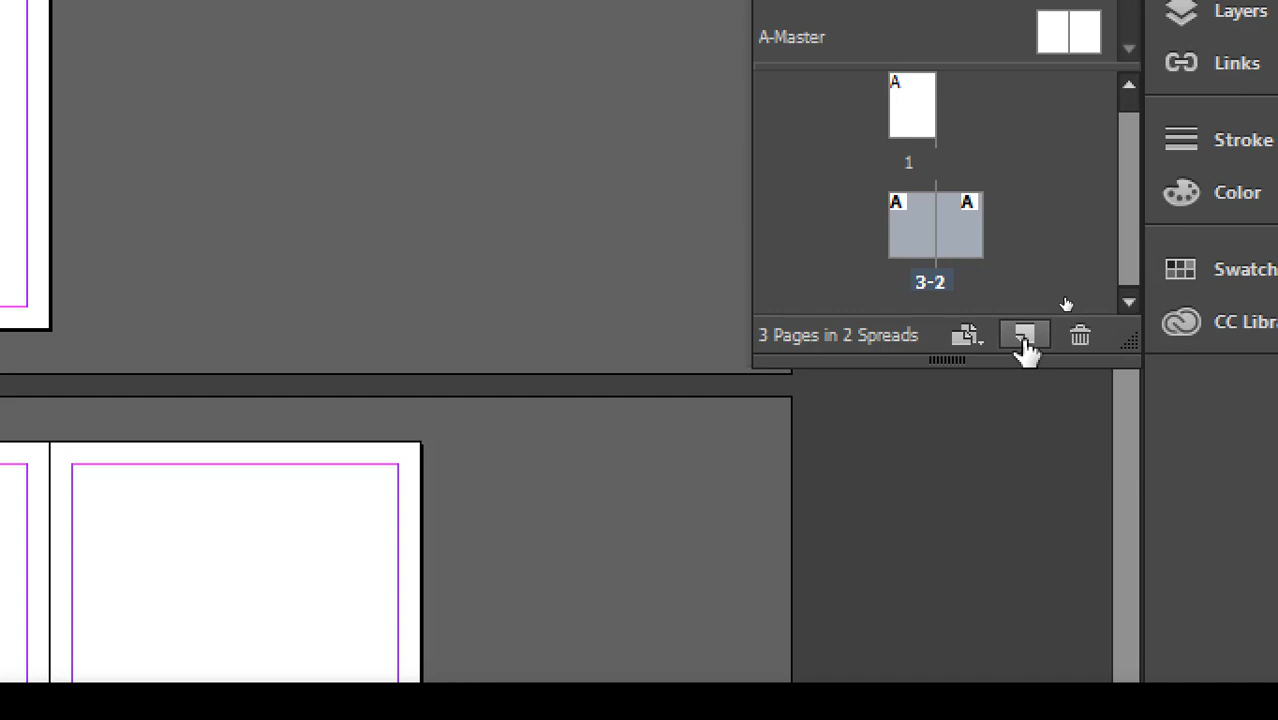 Layers
A-Master
Links
A
Stroke
1
Color
A A
3-2
Swatch
CC Libra
3 Pages in 2 Spreads